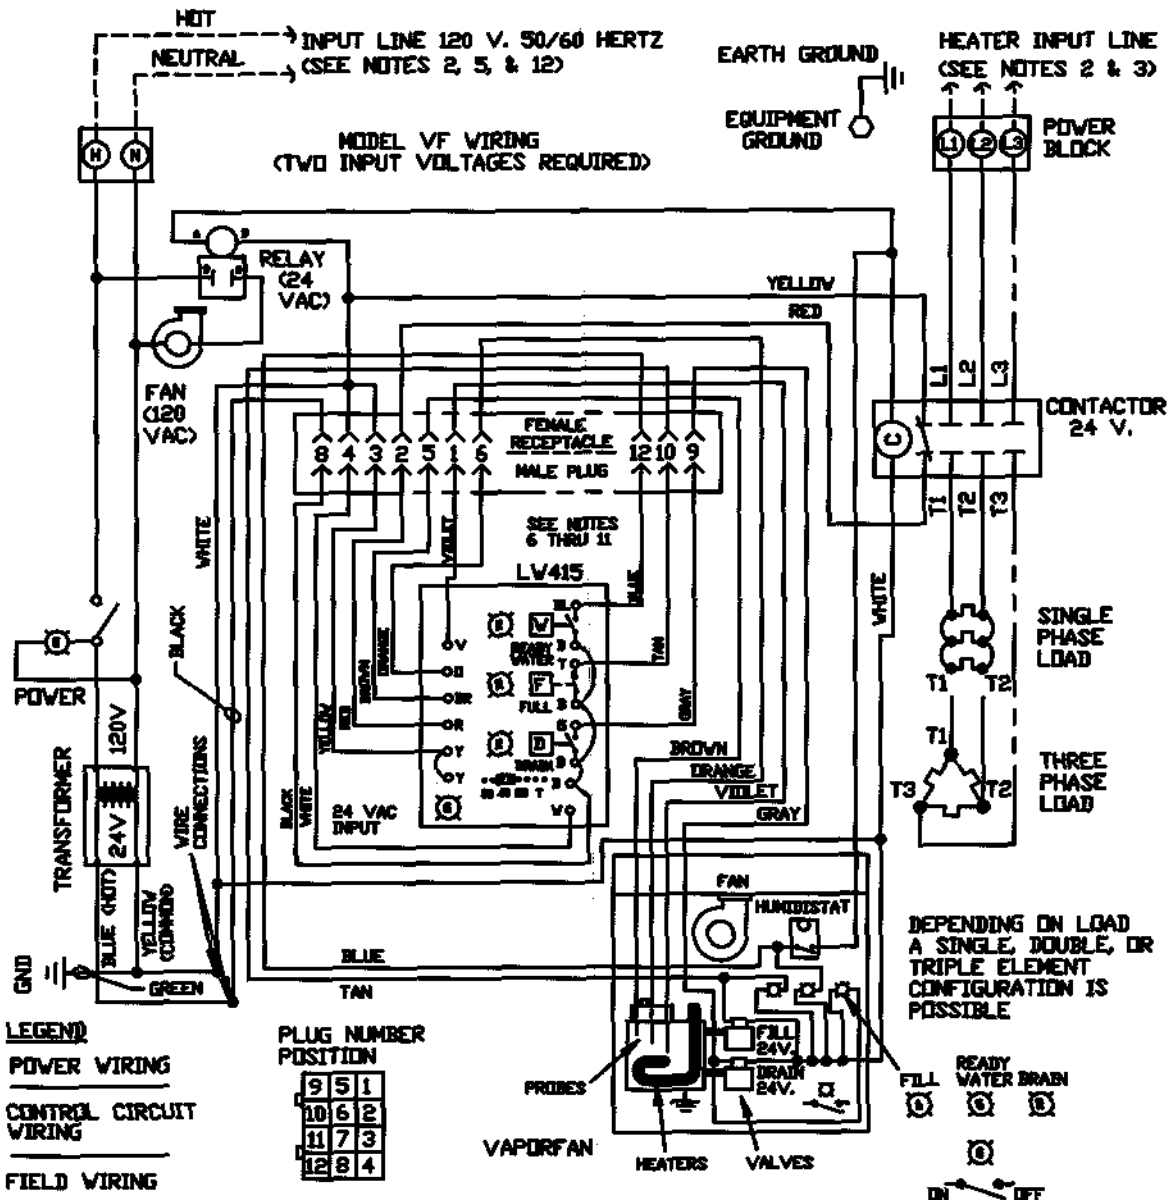 HOT
INPUT LINE 120 V. 50/60 HERTZ
NEUTRAL
(SEE NOTES 2, 5, & 12)
EARTH GROUND
HEATER INPUT LINE
(SEE NOTES 2 & 3)
EQUIPMENT
GROUND
H N
L1 L2 L3
POWER
BLOCK
MODEL VF WIRING
(TWO INPUT VOLTAGES REQUIRED)
RELAY
(24
VAC)
YELLOW
RED
FAN
(120
VAC)
L1 L2 L3
CONTACTOR
24 V.
C
FEMALE
RECEPTACLE
8 4 3 2 5 1 6 12 10 9
MALE PLUG
T1 T2 T3
WHITE
VIOLET
SEE NOTES
6 THRU 11
LW415
BLUE
WHITE
BLACK
W
READY
WATER
V
O
BR
R
Y
Y
B
T
F
FULL
B
D
B
W
TAN
GRAY
ORANGE
BROWN
RED
YELLOW
SINGLE
PHASE
LOAD
T1 T2
POWER
120V
TRANSFORMER
24V
WIRE
CONNECTIONS
BLACK
WHITE
24 VAC
INPUT
BROWN
ORANGE
VIOLET
GRAY
T1
T3 T2
THREE
PHASE
LOAD
BLUE (HOT)
YELLOW
(COMMON)
GND
GREEN
BLUE
TAN
FAN
HUMIDISTAT
DEPENDING ON LOAD
A SINGLE, DOUBLE, OR
TRIPLE ELEMENT
CONFIGURATION IS
POSSIBLE
LEGEND
POWER WIRING
CONTROL CIRCUIT
WIRING
FIELD WIRING
PLUG NUMBER
POSITION
9 5 1
10 6 2
11 7 3
12 8 4
FILL
24V.
DRAIN
24V.
PROBES
VAPORFAN
HEATERS
VALVES
READY
FILL WATER DRAIN
ON OFF